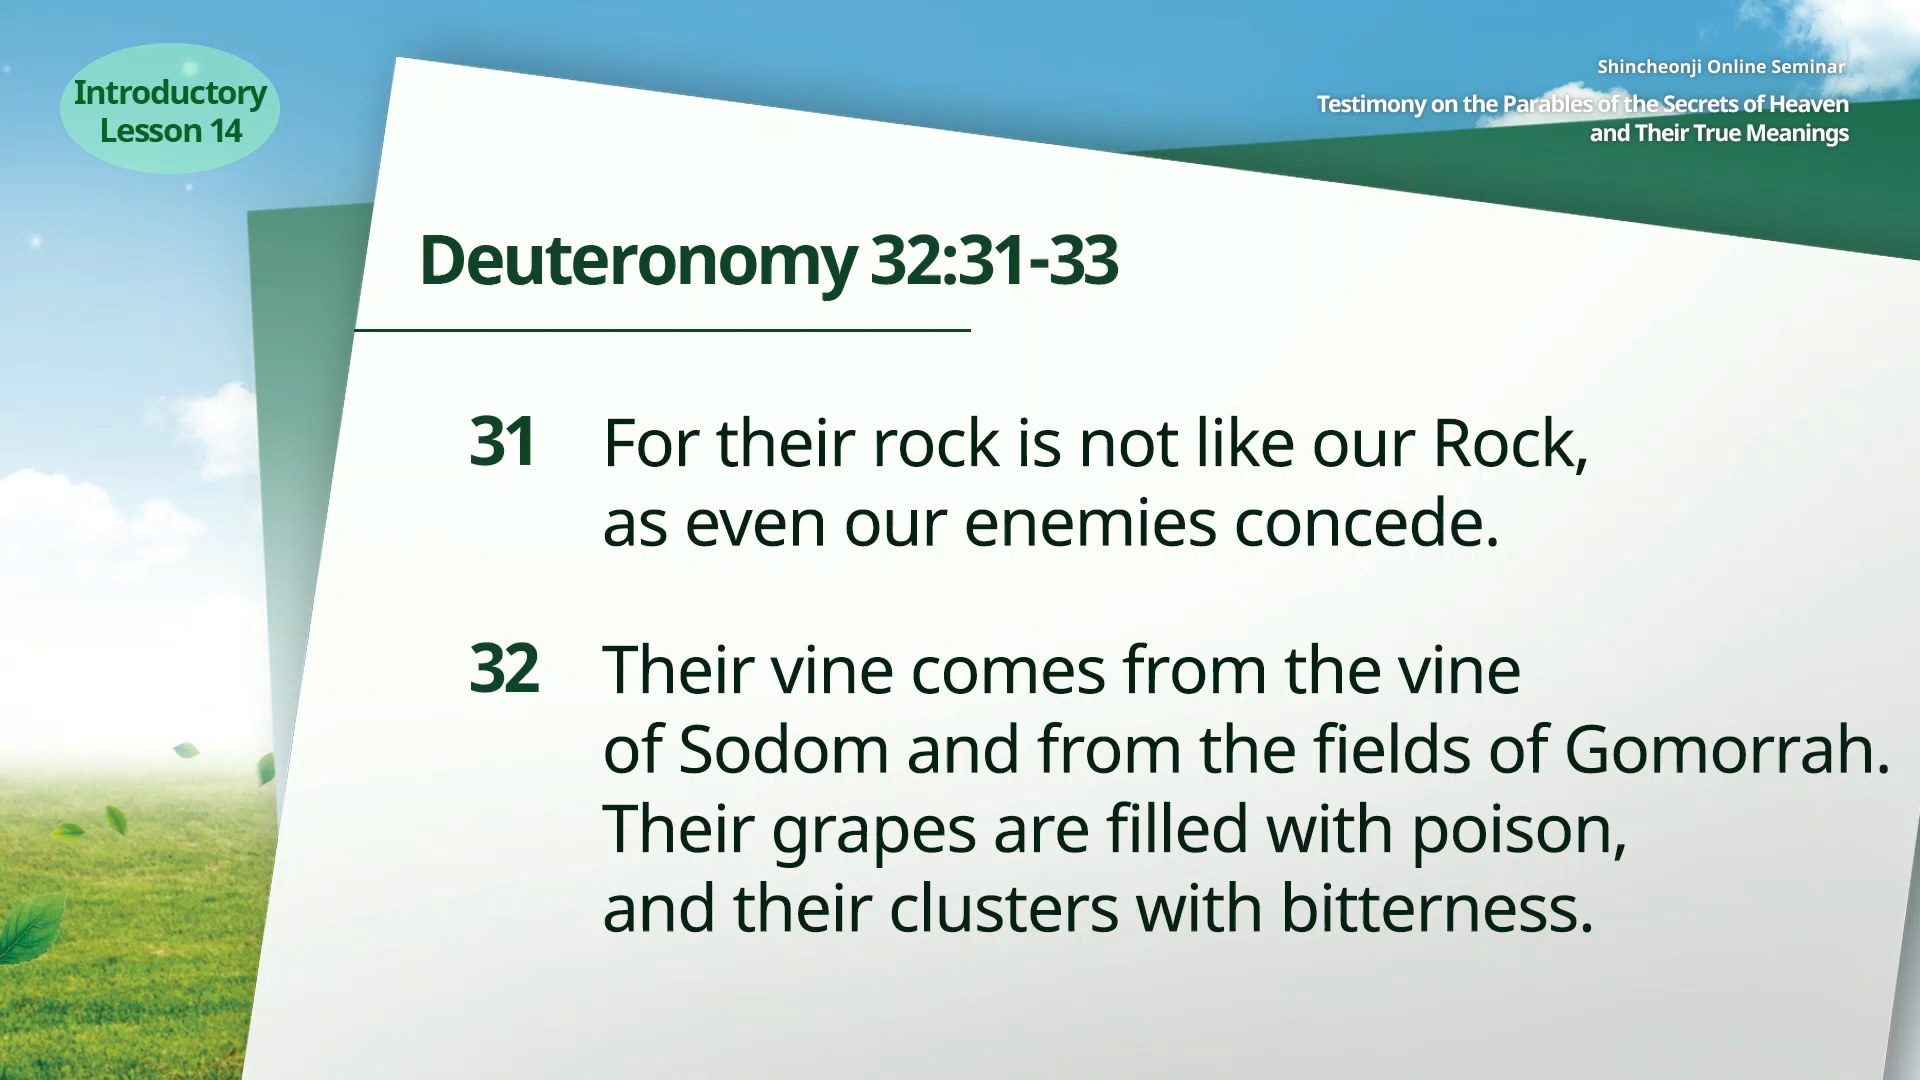 Introductory
Lesson 14
Shincheonji Online Seminar
Testimony on the Parables of the Secrets of Heaven
and Their True Meanings
Deuteronomy 32:31-33
31 For their rock is not like our Rock,
as even our enemies concede.
32 Their vine comes from the vine
of Sodom and from the fields of Gomorrah.
Their grapes are filled with poison,
and their clusters with bitterness.